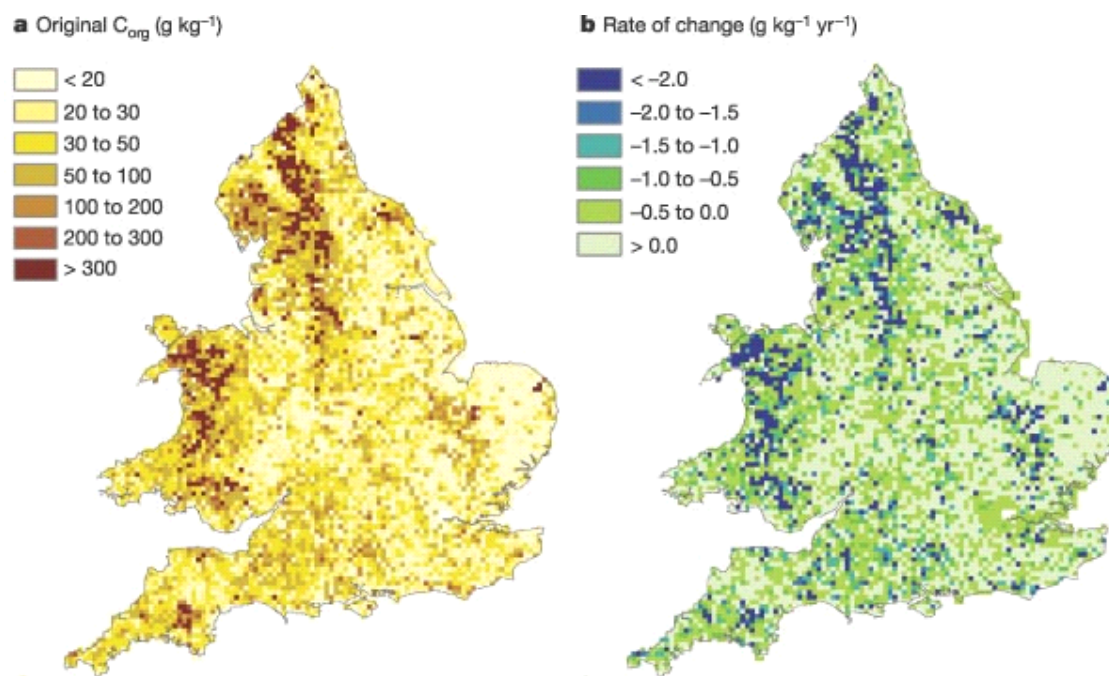 a Original Corg (g kg⁻¹)
< 20
20 to 30
30 to 50
50 to 100
100 to 200
200 to 300
> 300
b Rate of change (g kg⁻¹ yr⁻¹)
< –2.0
–2.0 to –1.5
–1.5 to –1.0
–1.0 to –0.5
–0.5 to 0.0
> 0.0